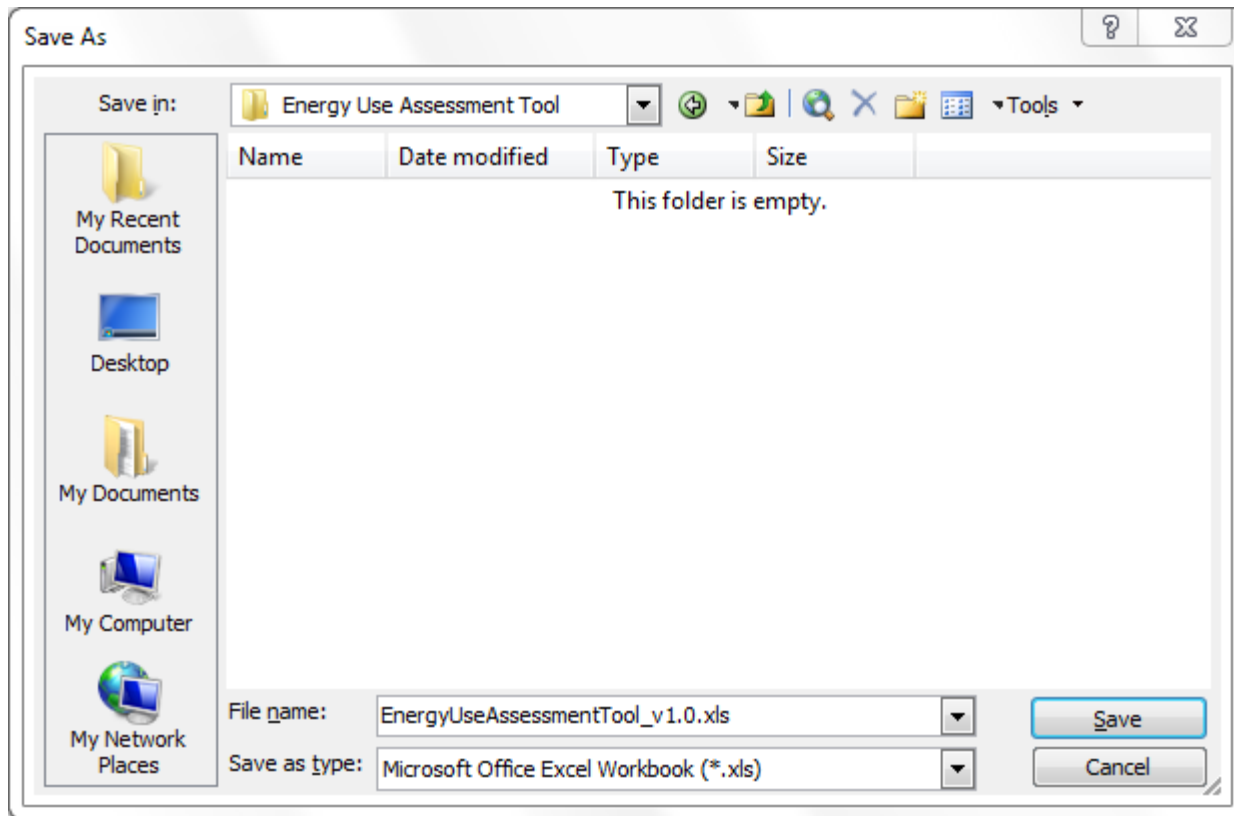 Save As
Save in:
Energy Use Assessment Tool
Tools
Name Date modified Type Size
This folder is empty.
My Recent
Documents
Desktop
My Documents
My Computer
My Network
Places
File name:
EnergyUseAssessmentTool_v1.0.xls
Save
Save as type:
Microsoft Office Excel Workbook (*.xls)
Cancel